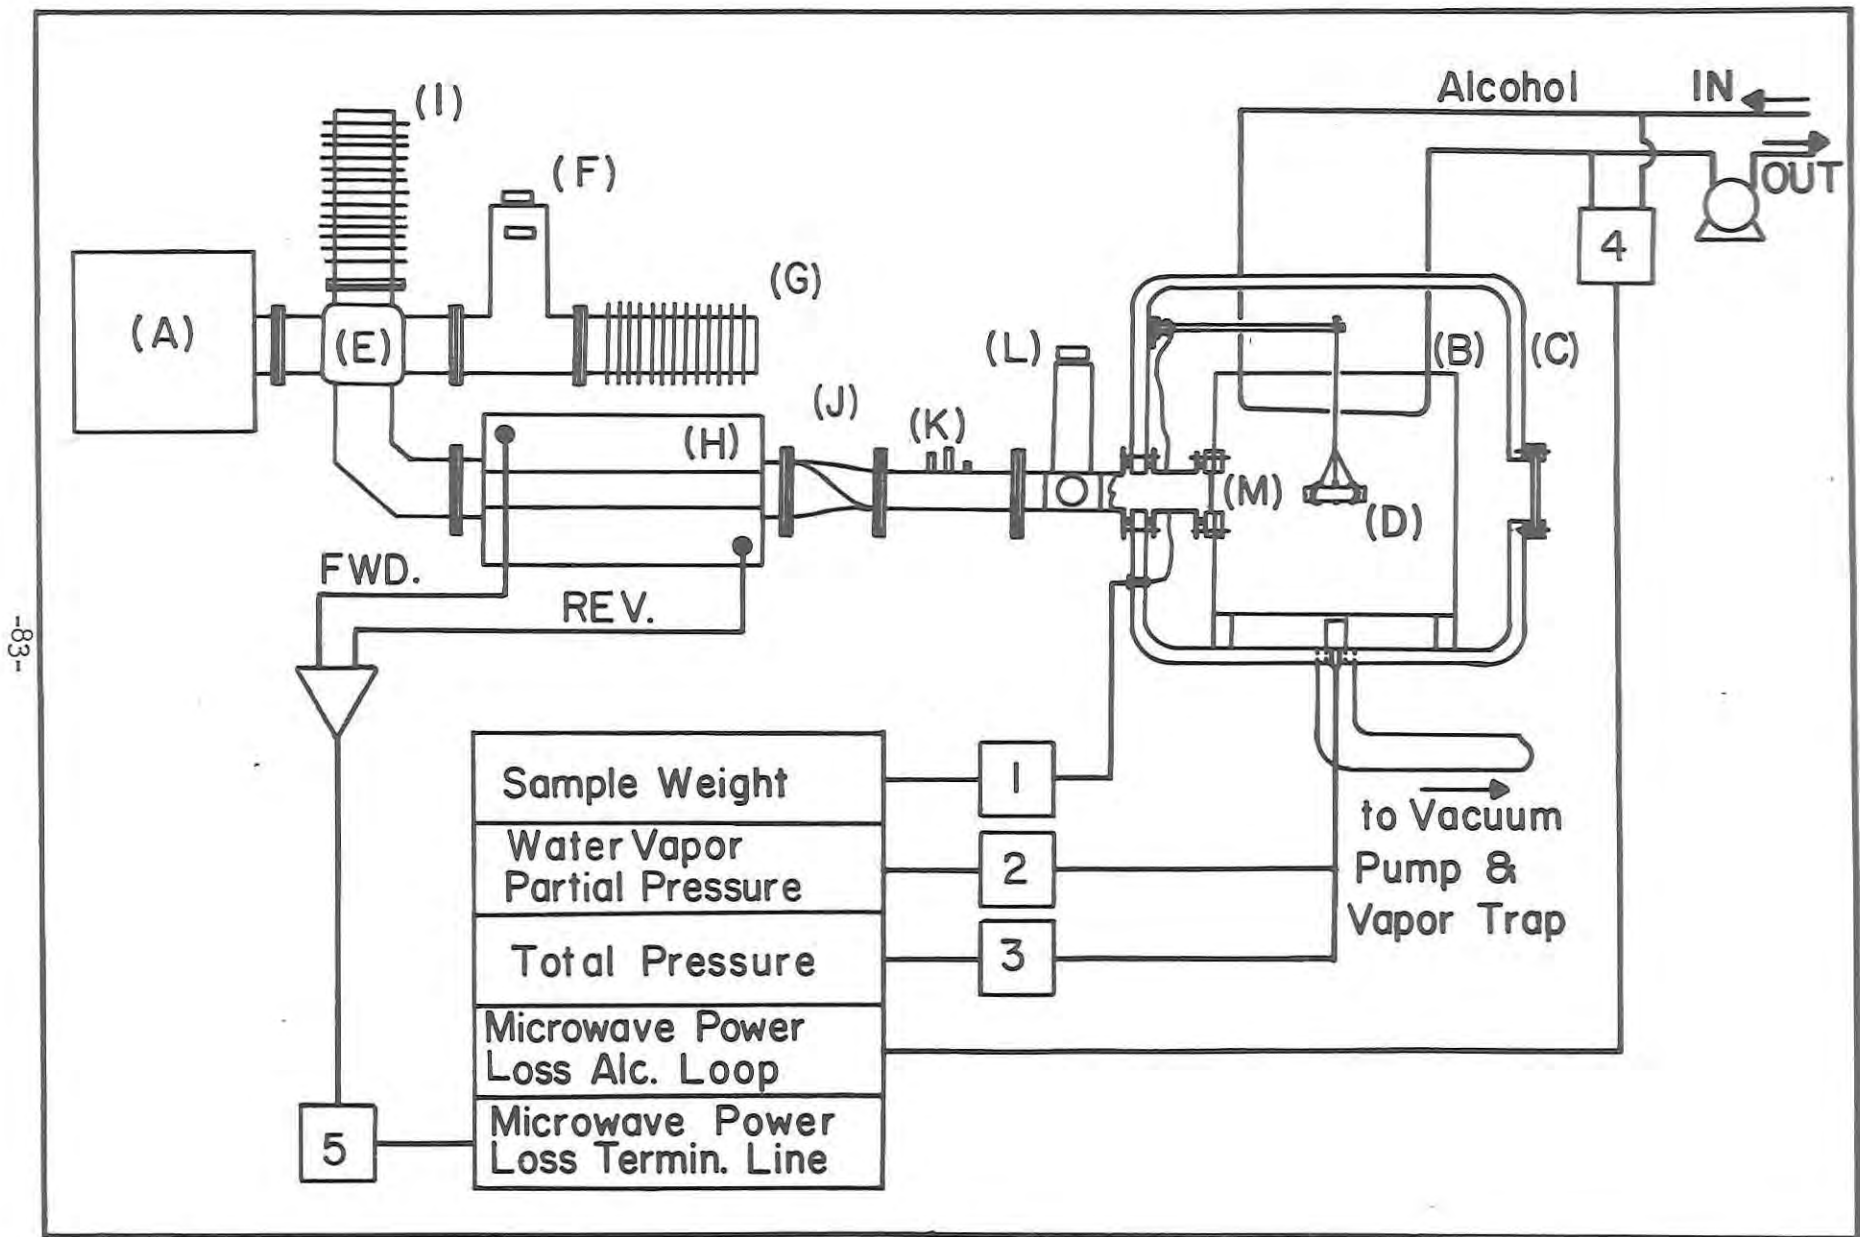 Alcohol IN
OUT
(I)
(F)
(G)
(A)
(E)
(H)
(J)
(K)
(L)
(M)
(B)
(C)
(D)
4
FWD.
REV.
-83-
Sample Weight
1
Water Vapor
Partial Pressure
2
Total Pressure
3
Microwave Power
Loss Alc. Loop
Microwave Power
Loss Termin. Line
5
to Vacuum
Pump &
Vapor Trap